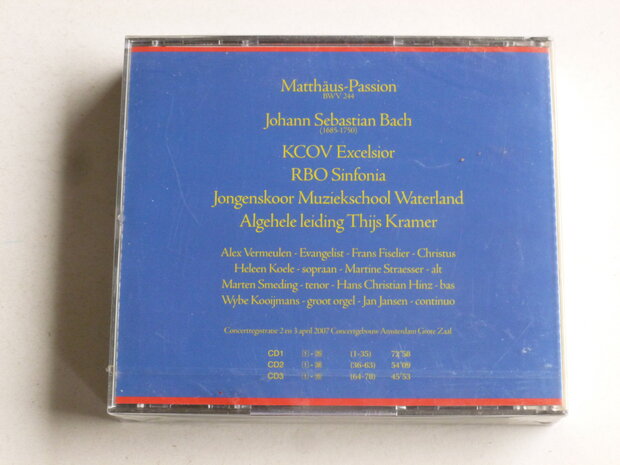 Matthäus-Passion
BWV 244
Johann Sebastian Bach
(1685-1750)
KCOV Excelsior
RBO Sinfonia
Jongenskoor Muziekschool Waterland
Algehele leiding Thijs Kramer
Alex Vermeulen - Evangelist - Frans Fiselier - Christus
Heleen Koele - sopraan - Martine Straesser - alt
Marten Smeding - tenor - Hans Christian Hinz - bas
Wybe Kooijmans - groot orgel - Jan Jansen - continuo
Concertregistratie 2 en 3 april 2007 Concertgebouw Amsterdam Grote Zaal
CD1 (1-35) 72'58
CD2 (36-63) 54'09
CD3 (64-78) 45'53